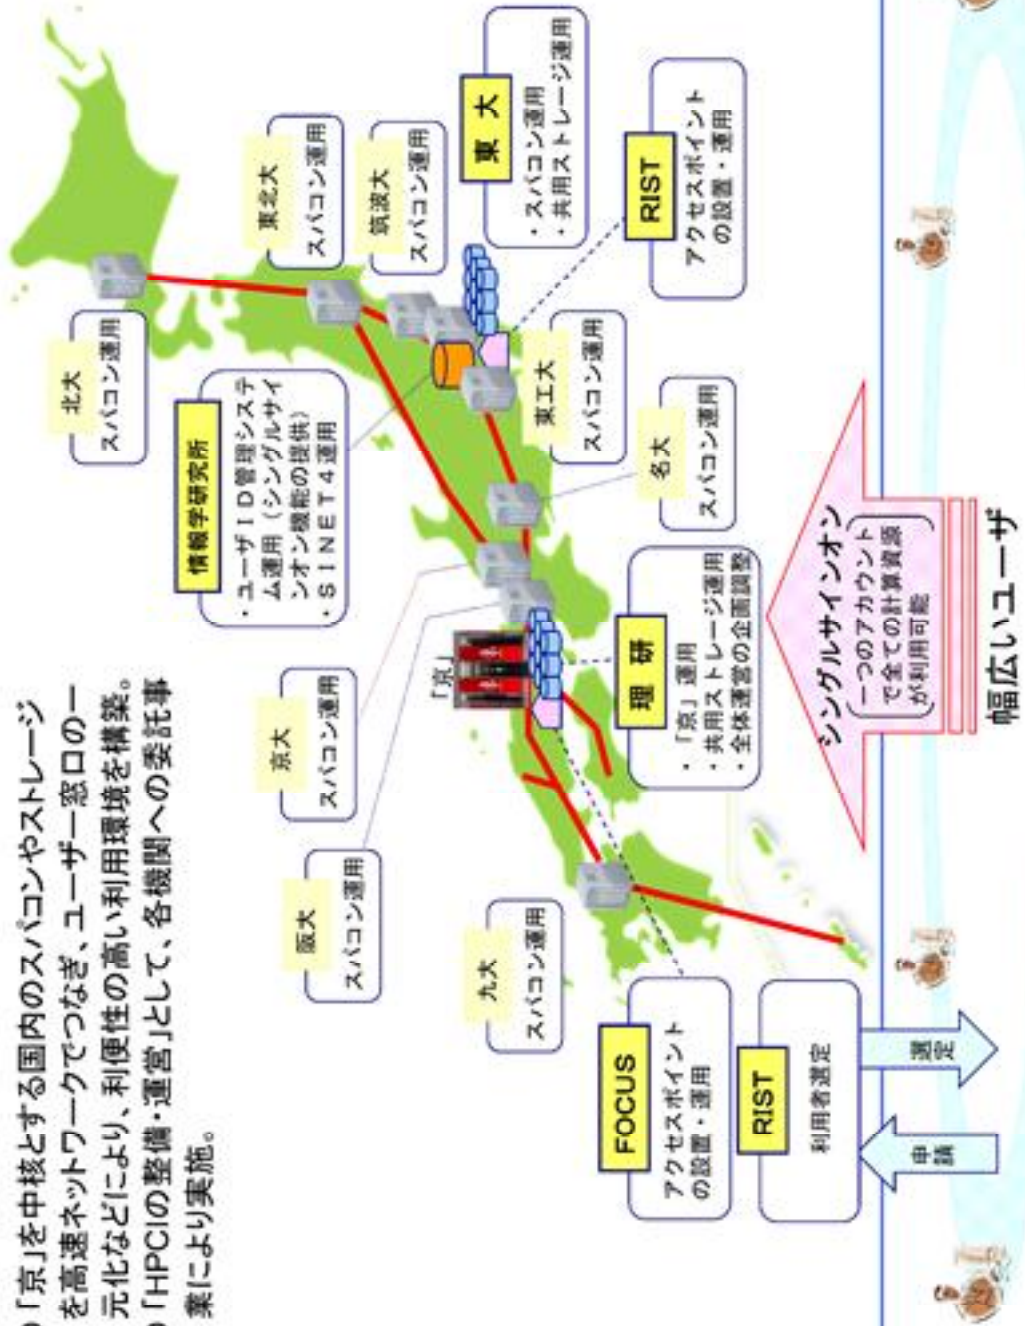 「京」を中核とする国内のスパコンやストレージ
を高速ネットワークでつなぎ、ユーザー窓口の一
元化などにより、利便性の高い利用環境を構築。
「HPCIの整備・運営」として、各機関への委託事
業により実施。
北大
スパコン運用
情報学研究所
・ユーザID管理システ
ム運用（シングルサイ
ンオン機能の提供）
・SINET4運用
東北大
スパコン運用
筑波大
スパコン運用
東 大
・スパコン運用
・共用ストレージ運用
RIST
アクセスポイント
の設置・運用
京大
スパコン運用
阪大
スパコン運用
「京」
東工大
スパコン運用
名大
スパコン運用
九大
スパコン運用
理 研
・「京」運用
・共用ストレージ運用
・全体運営の企画調整
FOCUS
アクセスポイント
の設置・運用
RIST
利用者選定
申請
選定
シングルサインオン
一つのアカウント
で全ての計算資源
が利用可能
幅広いユーザ